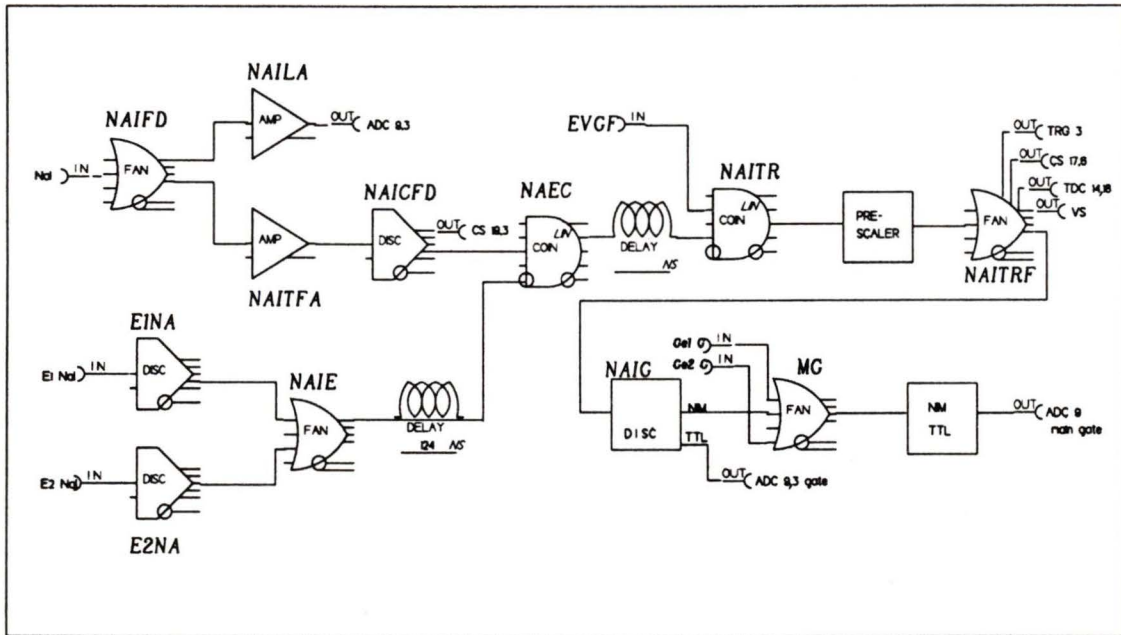 NAILA
NAIFD
AMP
OUT
ADC 9,3
EVGF
IN
NaI
IN
FAN
NAITR
OUT
TRG 3
OUT
CS 17,8
NAICFD
NAEC
LIN
COIN
OUT
TDC 14,18
OUT
VS
OUT
CS 19,3
LIN
COIN
PRE-
SCALER
FAN
AMP
DISC
DELAY
NS
NAITRF
NAITFA
E1NA
E1 NaI
IN
DISC
NAIE
Ge1 G
IN
Ge2 G
IN
NAIG
MG
FAN
DELAY
124 NS
NIM
DISC
TTL
FAN
NIM
TTL
OUT
ADC 9
main gate
E2 NaI
IN
DISC
OUT
ADC 9,3 gate
E2NA